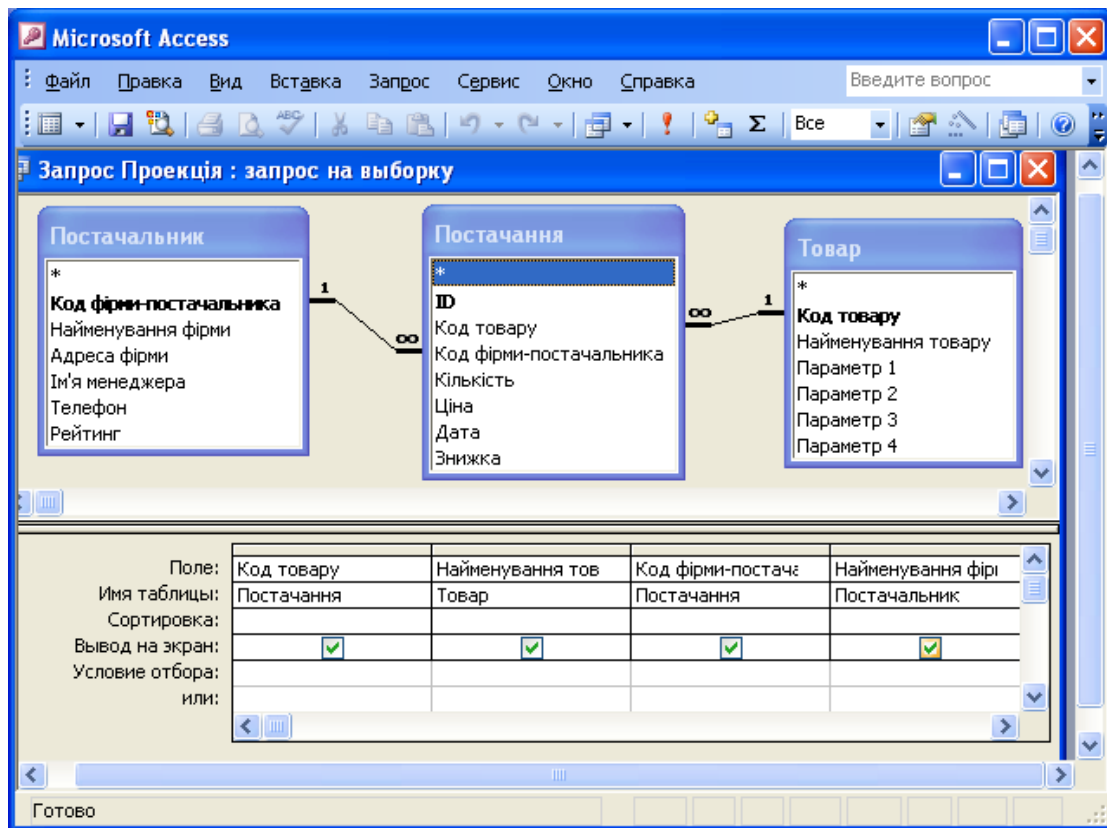 Microsoft Access
Файл Правка Вид Вставка Запрос Сервис Окно Справка Введите вопрос
ABC Σ Все
Запрос Проекція : запрос на выборку
Постачальник
*
Код фірми-постачальника
Найменування фірми
Адреса фірми
Ім'я менеджера
Телефон
Рейтинг
1
∞
Постачання
*
ID
Код товару
Код фірми-постачальника
Кількість
Ціна
Дата
Знижка
∞
1
Товар
*
Код товару
Найменування товару
Параметр 1
Параметр 2
Параметр 3
Параметр 4
Поле: Код товару Найменування тов Код фірми-постача Найменування фірм
Имя таблицы: Постачання Товар Постачання Постачальник
Сортировка:
Вывод на экран:
Условие отбора:
или:
Готово